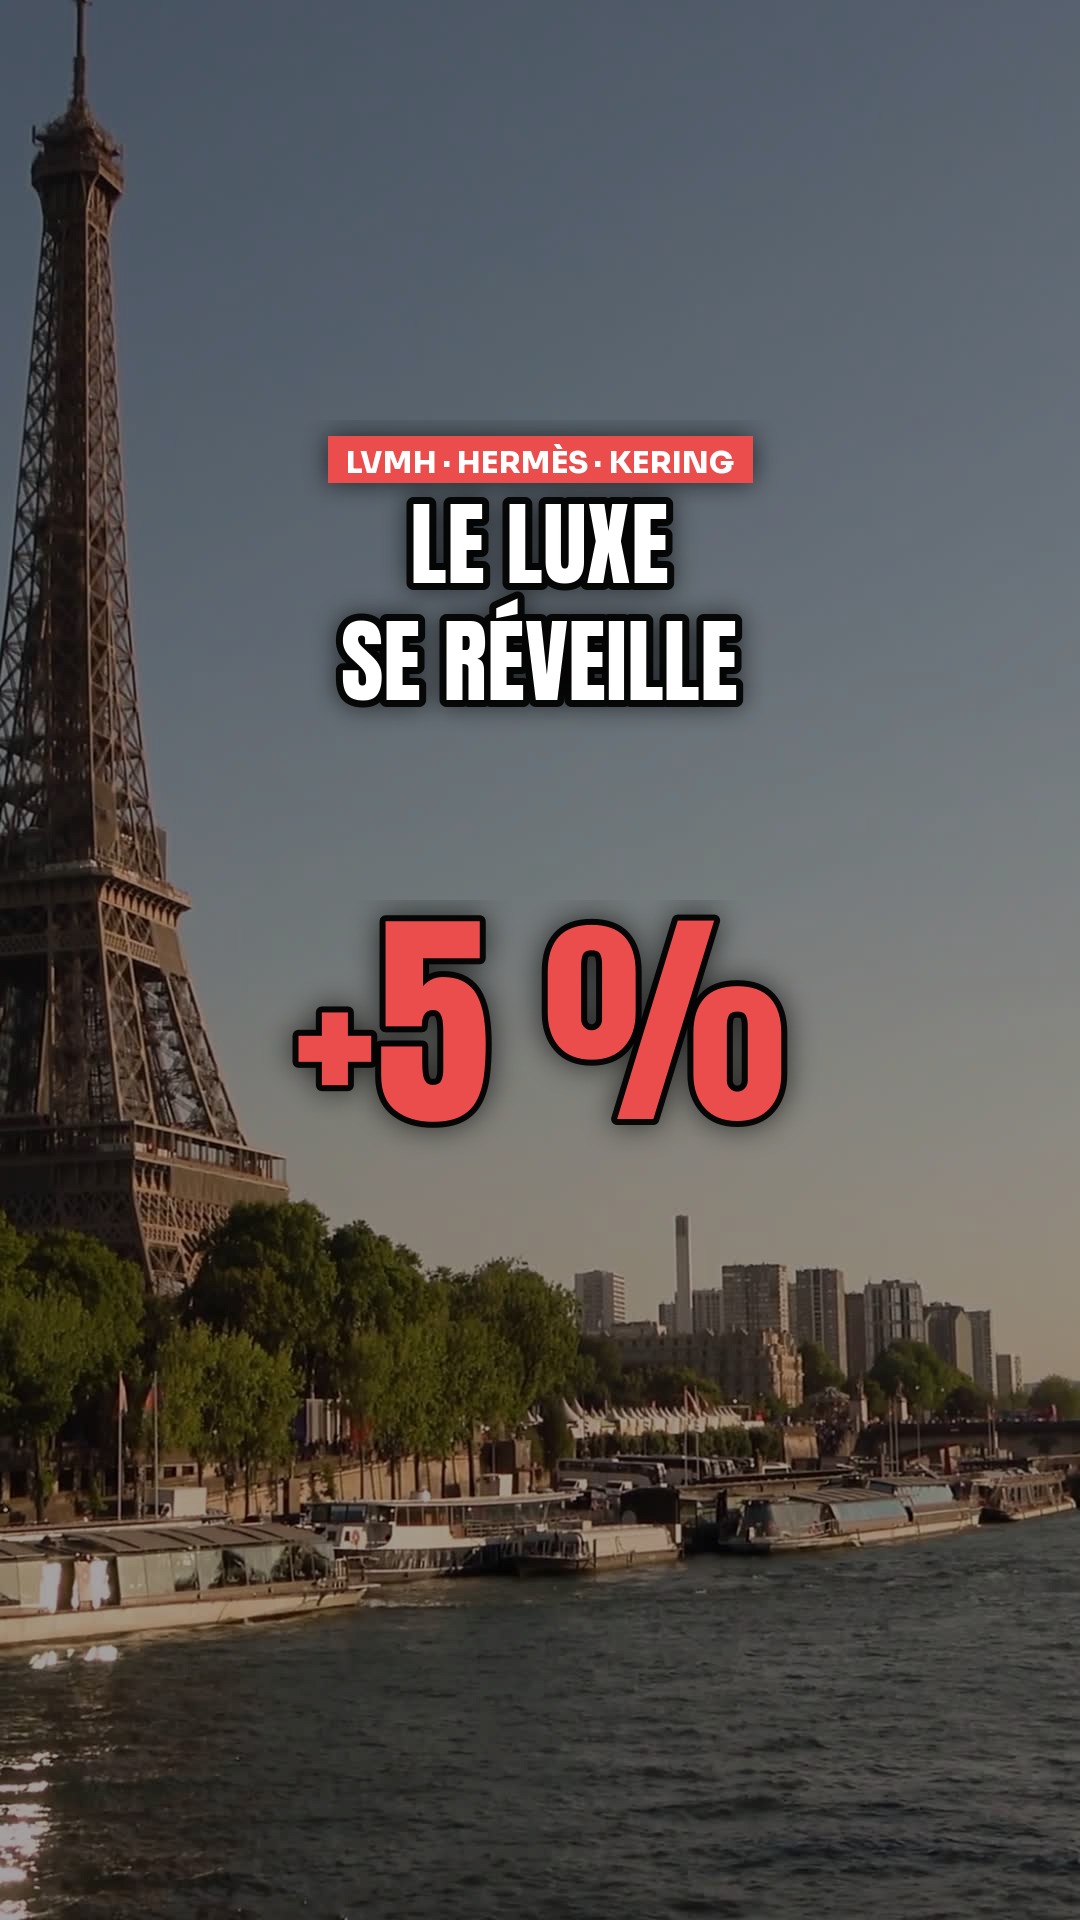 LVMH · HERMÈS · KERING
LE LUXE
SE RÉVEILLE
+5 %